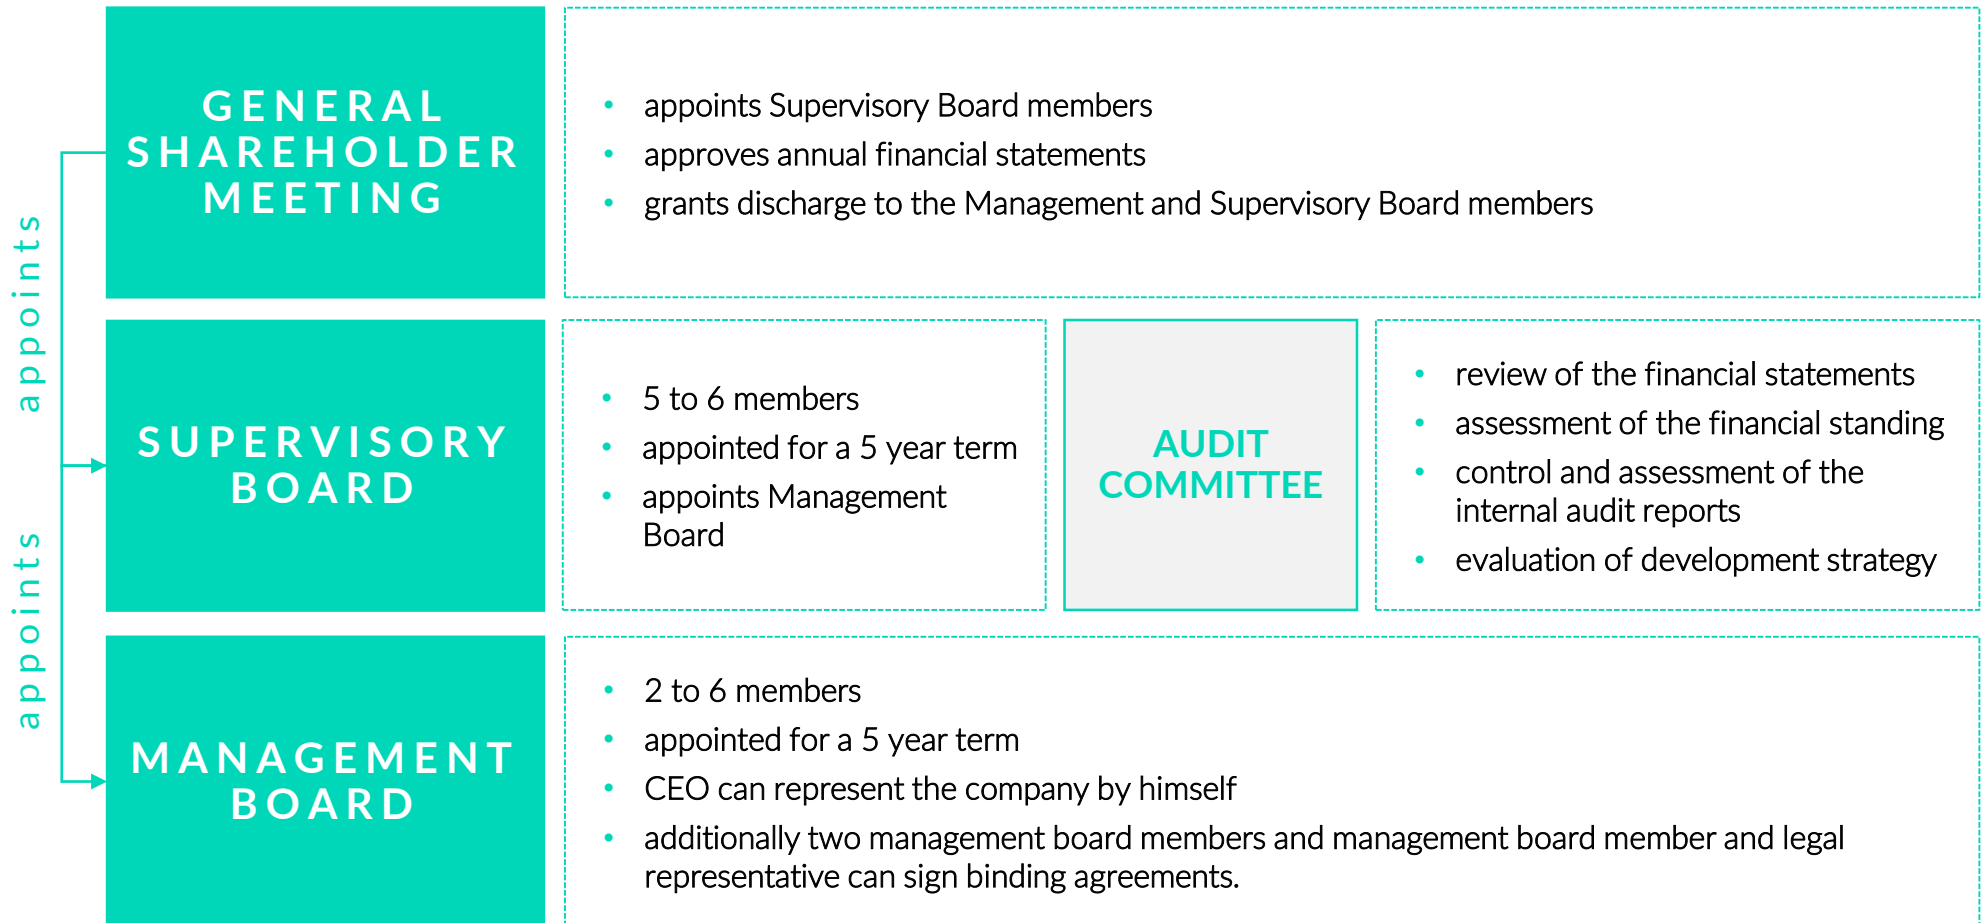 GENERAL
SHAREHOLDER
MEETING
• appoints Supervisory Board members
• approves annual financial statements
• grants discharge to the Management and Supervisory Board members
appoints
SUPERVISORY
BOARD
• 5 to 6 members
• appointed for a 5 year term
• appoints Management
Board
AUDIT
COMMITTEE
• review of the financial statements
• assessment of the financial standing
• control and assessment of the
internal audit reports
• evaluation of development strategy
appoints
MANAGEMENT
BOARD
• 2 to 6 members
• appointed for a 5 year term
• CEO can represent the company by himself
• additionally two management board members and management board member and legal
representative can sign binding agreements.